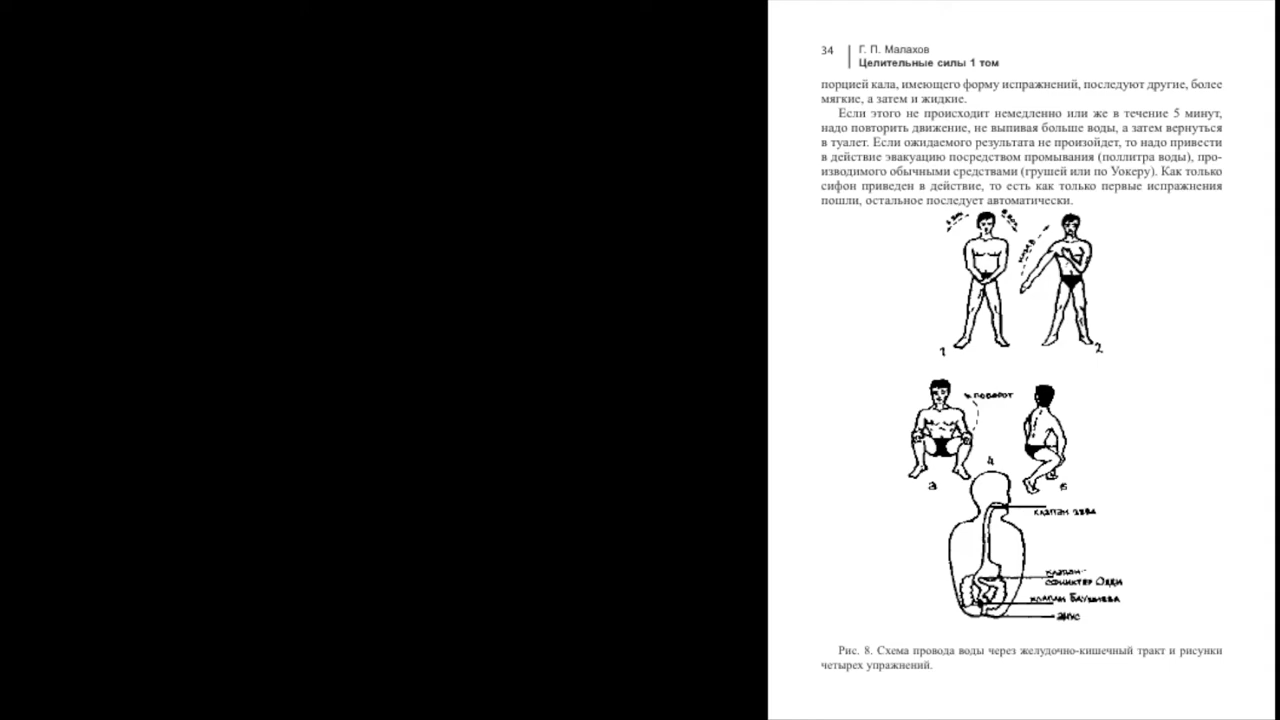 34
Г. П. Малахов
Целительные силы 1 том
порцией кала, имеющего форму испражнений, последуют другие, более
мягкие, а затем и жидкие.
Если этого не происходит немедленно или же в течение 5 минут,
надо повторить движение, не выпивая больше воды, а затем вернуться
в туалет. Если ожидаемого результата не произойдет, то надо привести
в действие эвакуацию посредством промывания (поллитра воды), про-
изводимого обычными средствами (грушей или по Уокеру). Как только
сифон приведен в действие, то есть как только первые испражнения
пошли, остальное последует автоматически.
1
2
поворот
4
а
клапан зева
клапан-
сфинктер Одди
клапан
анус
Рис. 8. Схема провода воды через желудочно-кишечный тракт и рисунки
четырех упражнений.